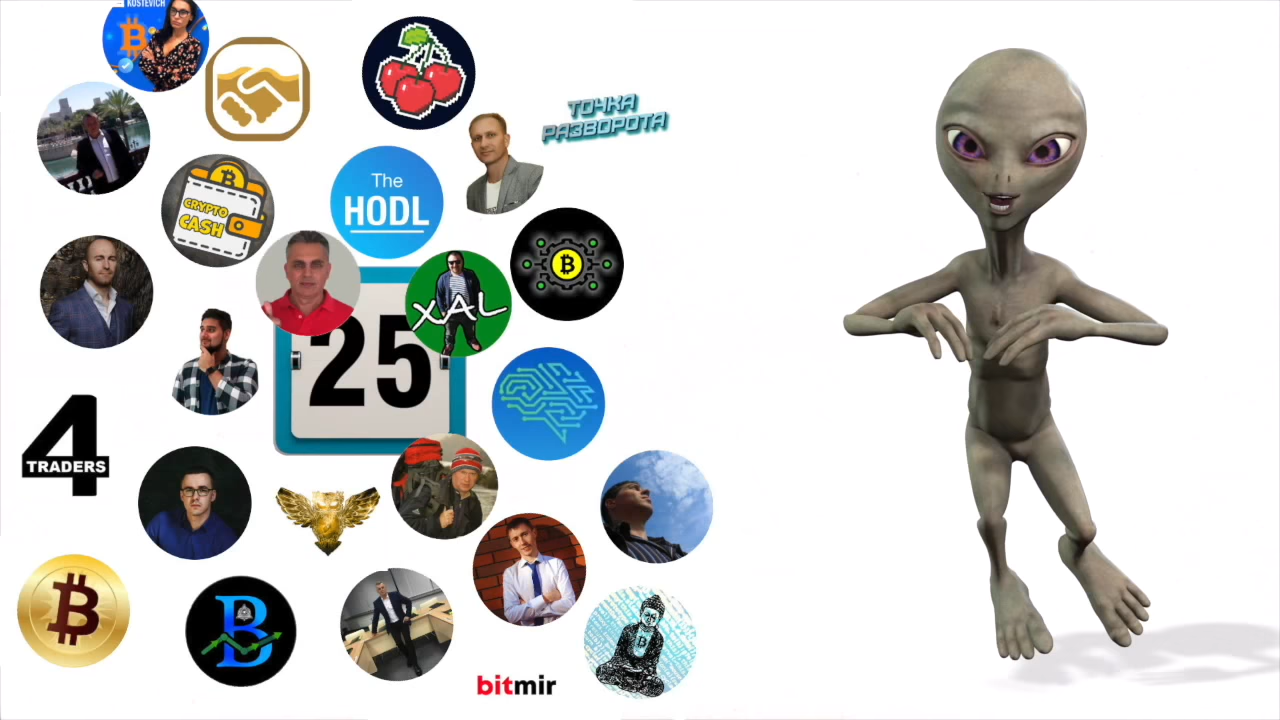 KOSTEVICH
ТОЧКА
РАЗВОРОТА
CRYPTO
CASH
The
HODL
XAL
25
4
TRADERS
bitmir